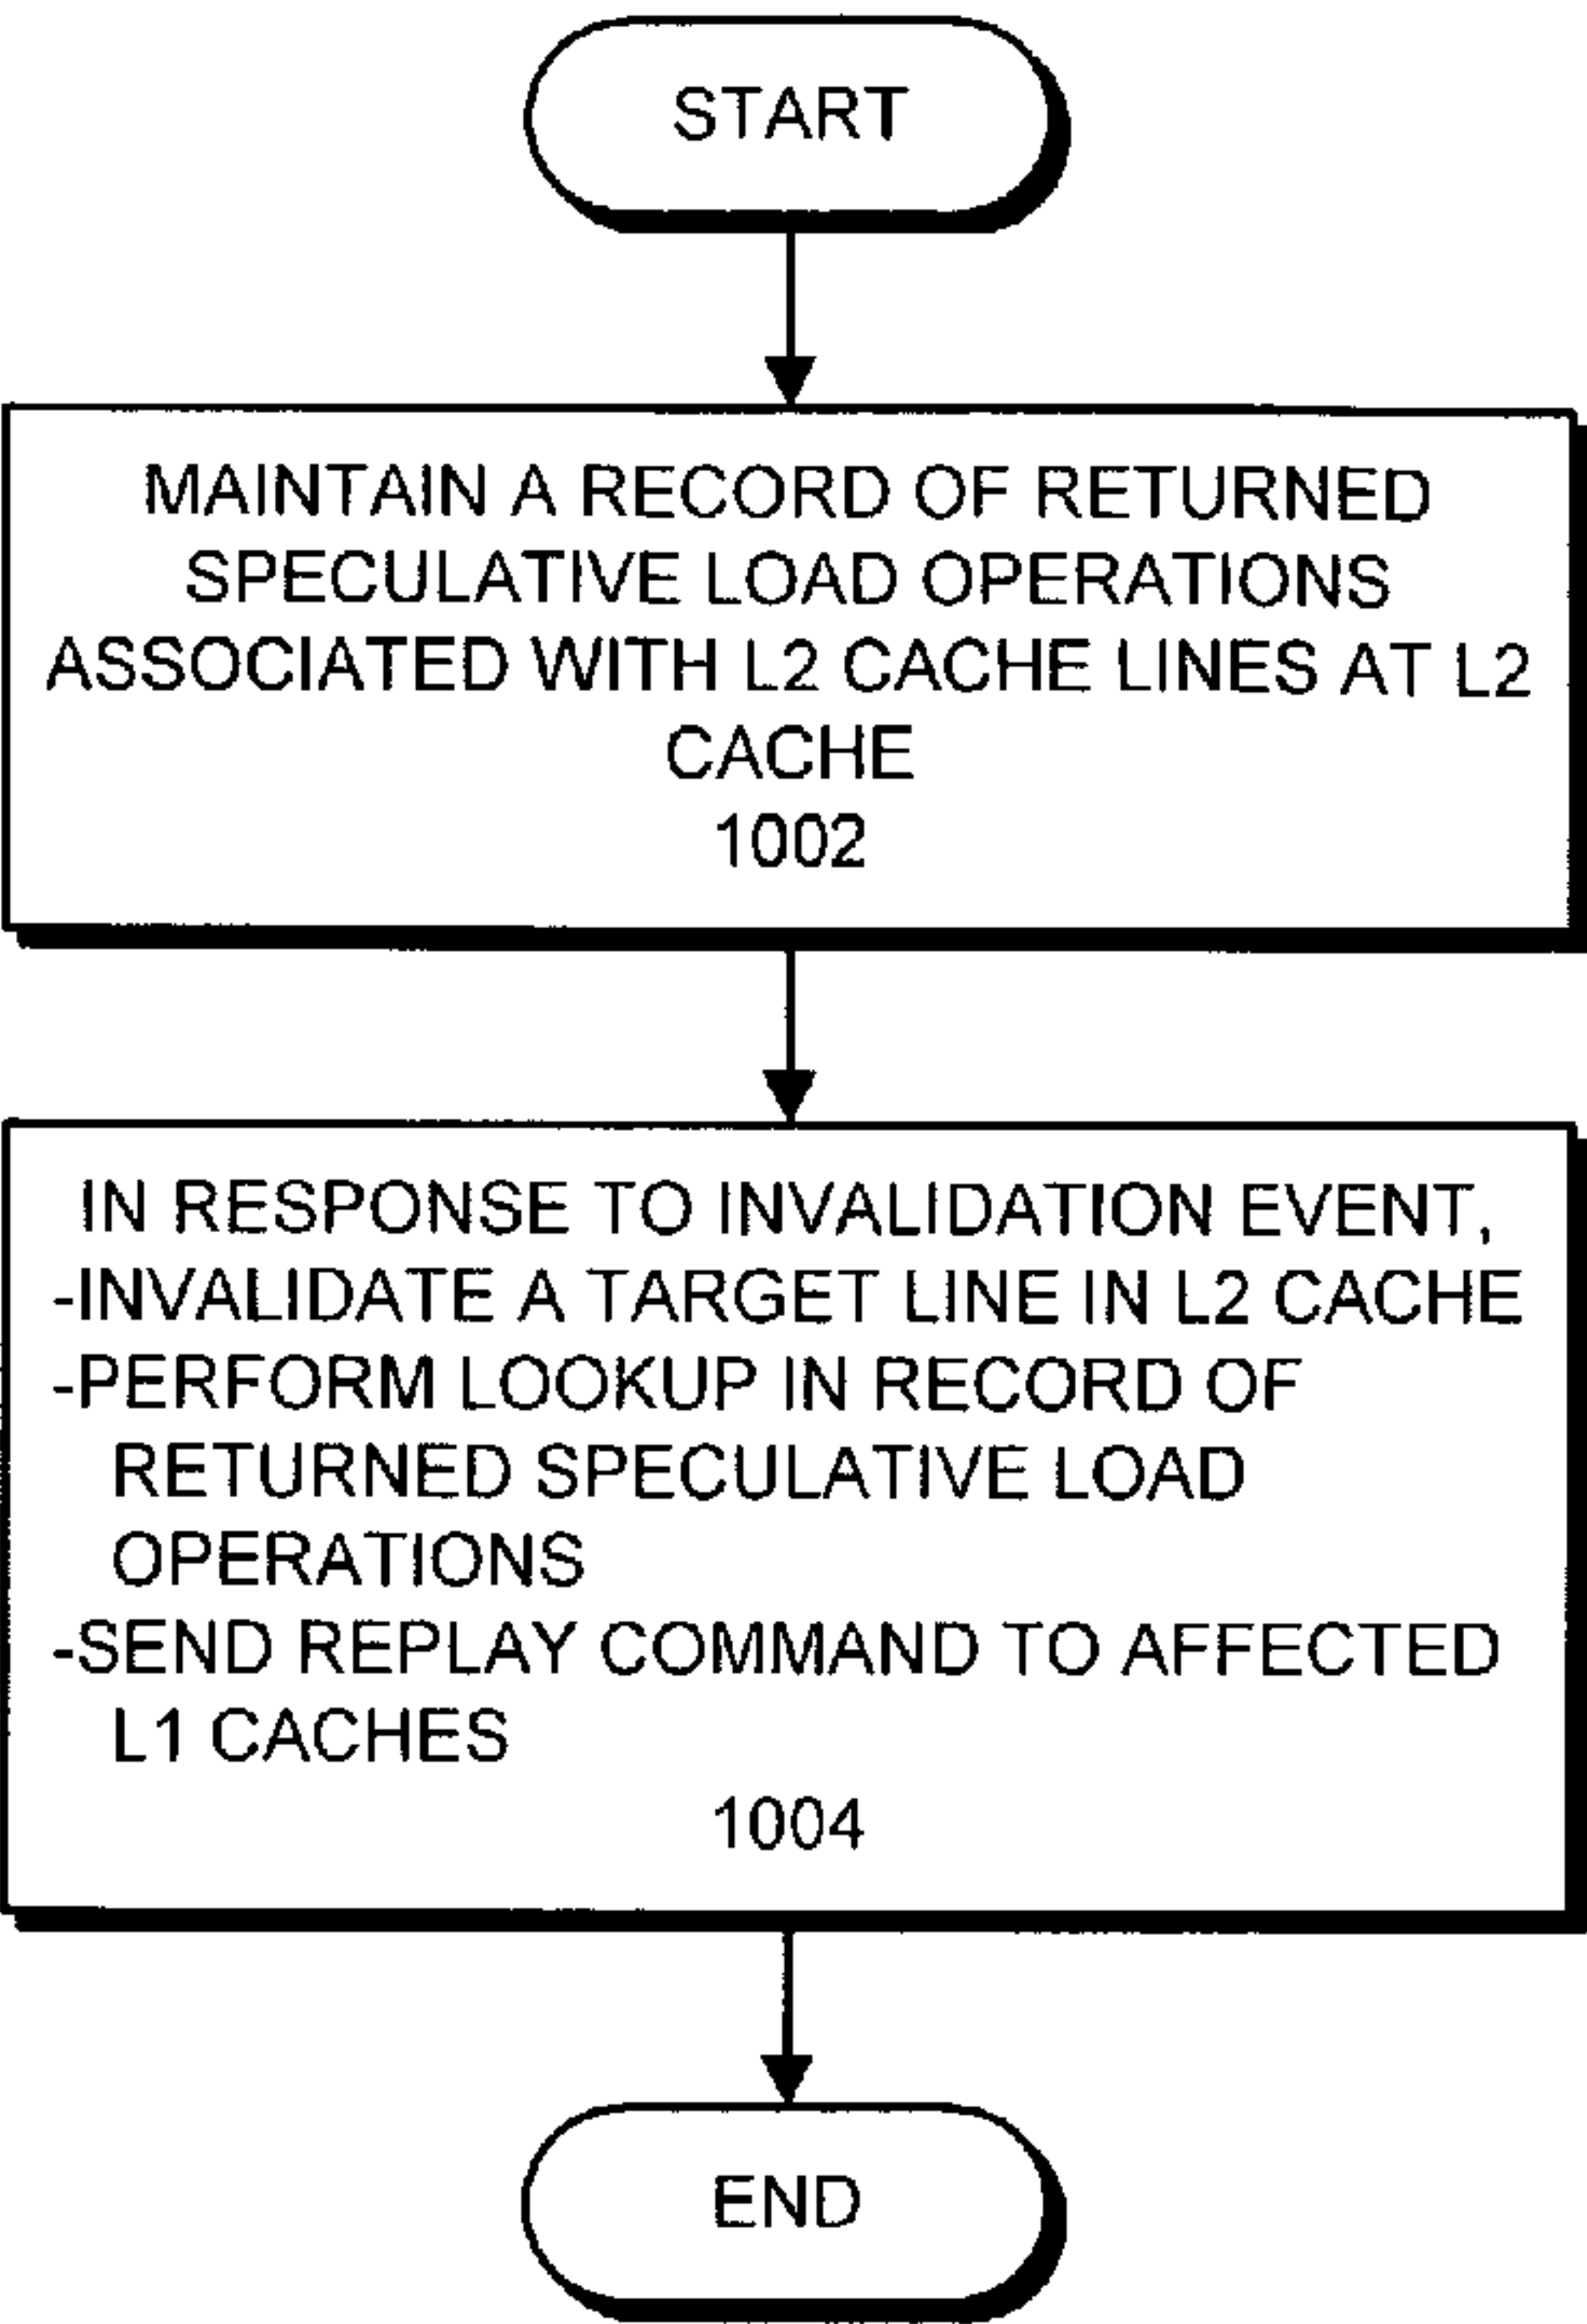 START
MAINTAIN A RECORD OF RETURNED
SPECULATIVE LOAD OPERATIONS
ASSOCIATED WITH L2 CACHE LINES AT L2
CACHE
1002
IN RESPONSE TO INVALIDATION EVENT,
-INVALIDATE A TARGET LINE IN L2 CACHE
-PERFORM LOOKUP IN RECORD OF
RETURNED SPECULATIVE LOAD
OPERATIONS
-SEND REPLAY COMMAND TO AFFECTED
L1 CACHES
1004
END